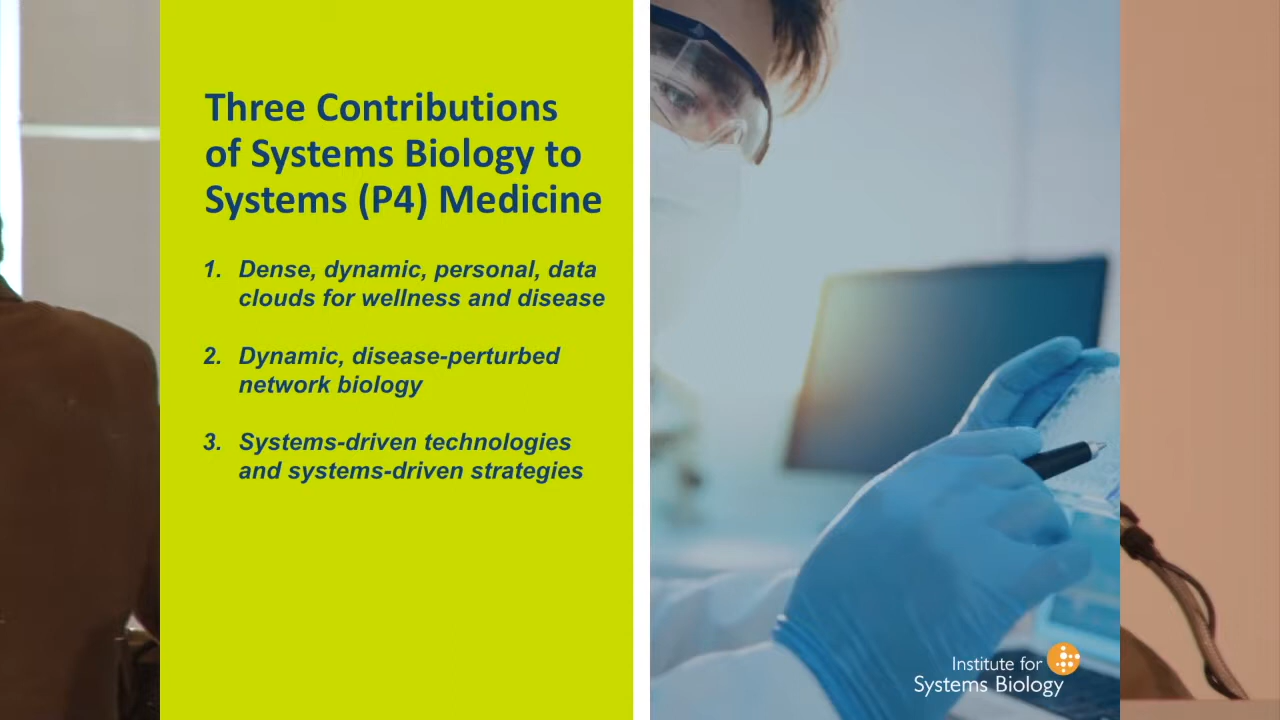 Three Contributions
of Systems Biology to
Systems (P4) Medicine
1. Dense, dynamic, personal, data
clouds for wellness and disease
2. Dynamic, disease-perturbed
network biology
3. Systems-driven technologies
and systems-driven strategies
Institute for
Systems Biology